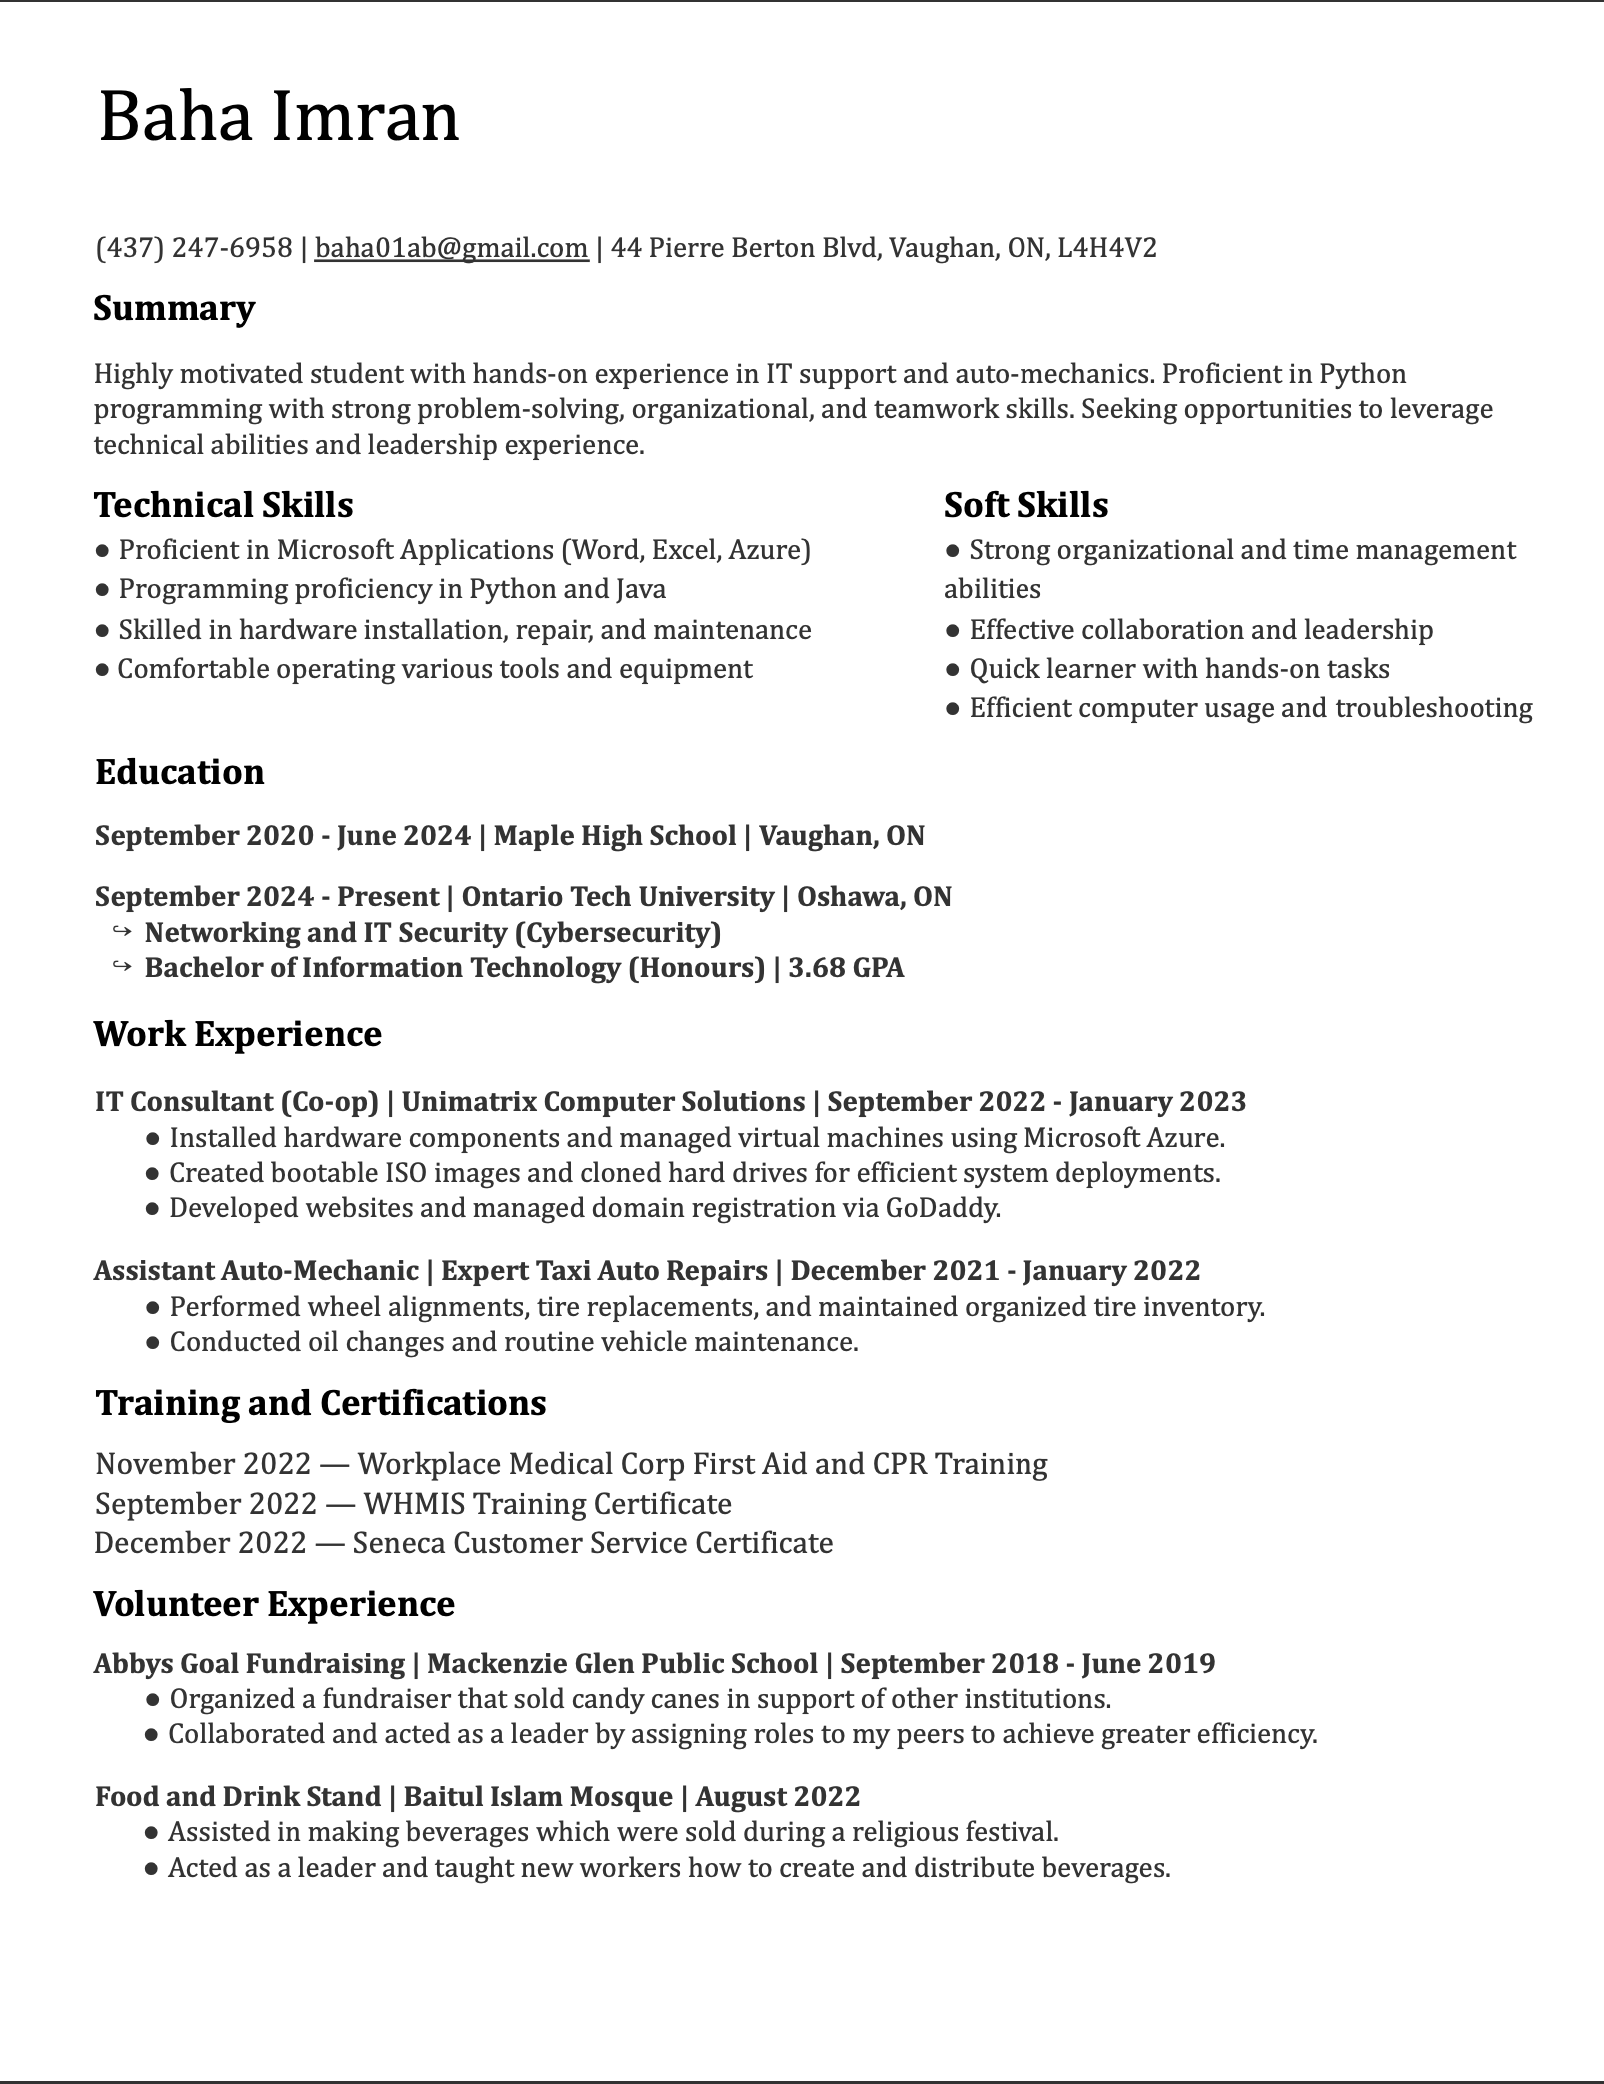 Baha Imran
(437) 247-6958 | baha01ab@gmail.com | 44 Pierre Berton Blvd, Vaughan, ON, L4H4V2
Summary
Highly motivated student with hands-on experience in IT support and auto-mechanics. Proficient in Python
programming with strong problem-solving, organizational, and teamwork skills. Seeking opportunities to leverage
technical abilities and leadership experience.
Technical Skills
● Proficient in Microsoft Applications (Word, Excel, Azure)
● Programming proficiency in Python and Java
● Skilled in hardware installation, repair, and maintenance
● Comfortable operating various tools and equipment
Soft Skills
● Strong organizational and time management
abilities
● Effective collaboration and leadership
● Quick learner with hands-on tasks
● Efficient computer usage and troubleshooting
Education
September 2020 - June 2024 | Maple High School | Vaughan, ON
September 2024 - Present | Ontario Tech University | Oshawa, ON
↪ Networking and IT Security (Cybersecurity)
↪ Bachelor of Information Technology (Honours) | 3.68 GPA
Work Experience
IT Consultant (Co-op) | Unimatrix Computer Solutions | September 2022 - January 2023
● Installed hardware components and managed virtual machines using Microsoft Azure.
● Created bootable ISO images and cloned hard drives for efficient system deployments.
● Developed websites and managed domain registration via GoDaddy.
Assistant Auto-Mechanic | Expert Taxi Auto Repairs | December 2021 - January 2022
● Performed wheel alignments, tire replacements, and maintained organized tire inventory.
● Conducted oil changes and routine vehicle maintenance.
Training and Certifications
November 2022 — Workplace Medical Corp First Aid and CPR Training
September 2022 — WHMIS Training Certificate
December 2022 — Seneca Customer Service Certificate
Volunteer Experience
Abbys Goal Fundraising | Mackenzie Glen Public School | September 2018 - June 2019
● Organized a fundraiser that sold candy canes in support of other institutions.
● Collaborated and acted as a leader by assigning roles to my peers to achieve greater efficiency.
Food and Drink Stand | Baitul Islam Mosque | August 2022
● Assisted in making beverages which were sold during a religious festival.
● Acted as a leader and taught new workers how to create and distribute beverages.